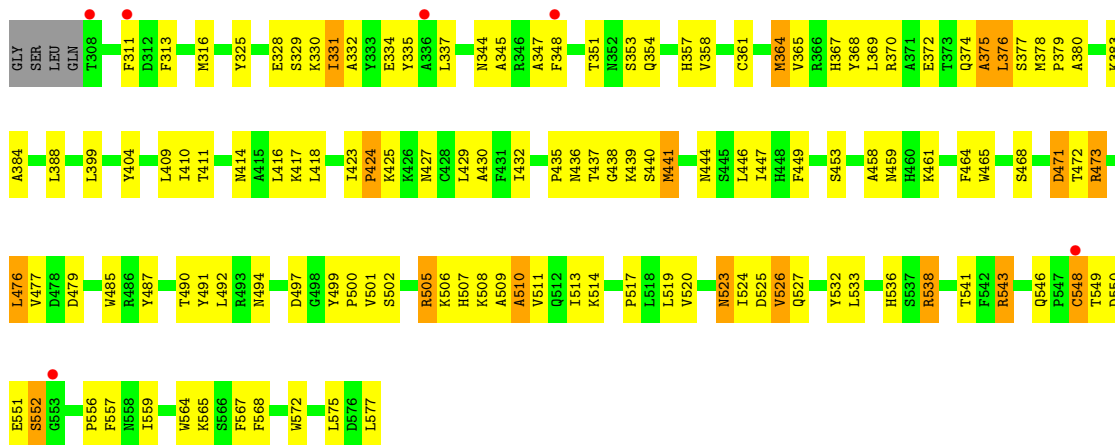 GLY SER LEU GLN T308 F311 D312 F313 M316 Y325 E328 S329 K330 I331 A332 Y333 E334 Y335 A336 L337 N344 A345 R346 A347 F348 T351 N352 S353 Q354 H357 V358 C361 M364 V365 R366 H367 Y368 L369 R370 A371 E372 T373 Q374 A375 L376 S377 M378 P379 A380 K383
A384 L388 L399 Y404 L409 I410 T411 N414 A415 L416 K417 L418 I423 P424 K425 K426 N427 C428 L429 A430 F431 I432 P435 N436 T437 G438 K439 S440 M441 N444 S445 L446 I447 H448 F449 S453 A458 N459 H460 K461 F464 W465 S468 D471 T472 R473
L476 V477 D478 D479 W485 R486 Y487 T490 Y491 L492 R493 N494 D497 G498 Y499 P500 V501 S502 R505 K506 H507 K508 A509 A510 V511 Q512 I513 K514 P517 L518 L519 V520 N523 I524 D525 V526 Q527 Y532 L533 H536 S537 R538 T541 F542 R543 Q546 P547 C548 T549 D550
E551 S552 G553 P556 F557 N558 I559 W564 K565 S566 F567 F568 W572 L575 D576 L577